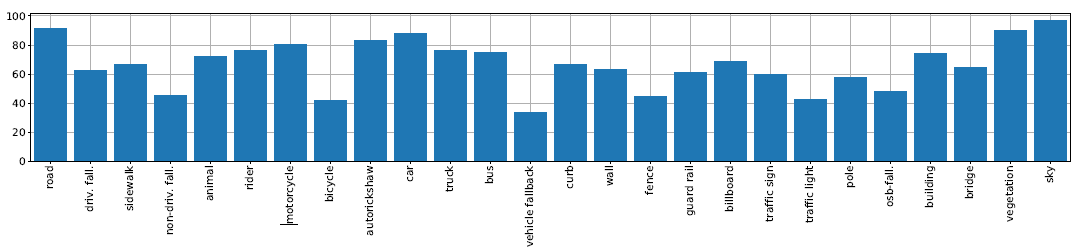 100
80
60
40
20
0
road
driv. fall.
sidewalk
non-driv. fall.
animal
rider
motorcycle
bicycle
autorickshaw
car
truck
bus
vehicle fallback
curb
wall
fence
guard rail
billboard
traffic sign
traffic light
pole
osb-fall.
building
bridge
vegetation
sky